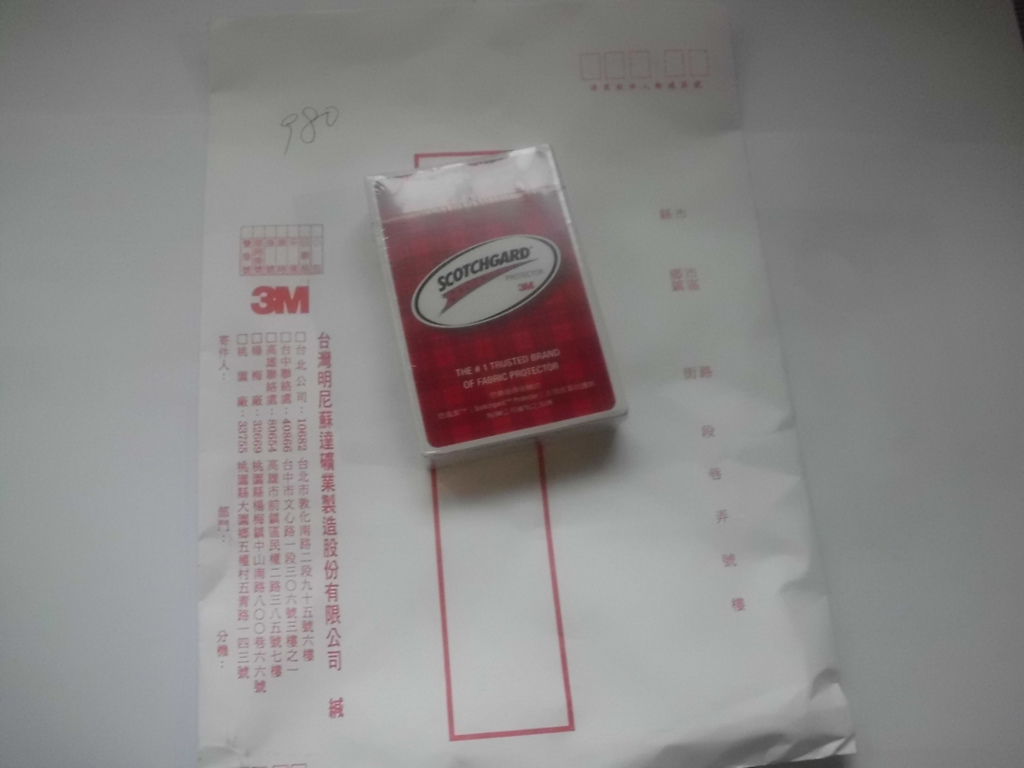 980
縣市
鄉市
鎮區
街路
段
巷
弄
號
樓
SCOTCHGARD
PROTECTOR
3M
THE # 1 TRUSTED BRAND
OF FABRIC PROTECTOR
3M
台灣明尼蘇達礦業製造股份有限公司 緘
□台北公司：10682 台北市敦化南路二段九十五號六樓
□台中聯絡處：40866 台中市文心路一段三〇六號三樓之一
□高雄聯絡處：80654 高雄市前鎮區民權二路三八五號七樓
□楊梅廠：32669 桃園縣楊梅鎮中山南路八〇〇巷六六號
□桃園廠：33755 桃園縣大園鄉五權村五青路一四三號
寄件人： 部門： 分機：